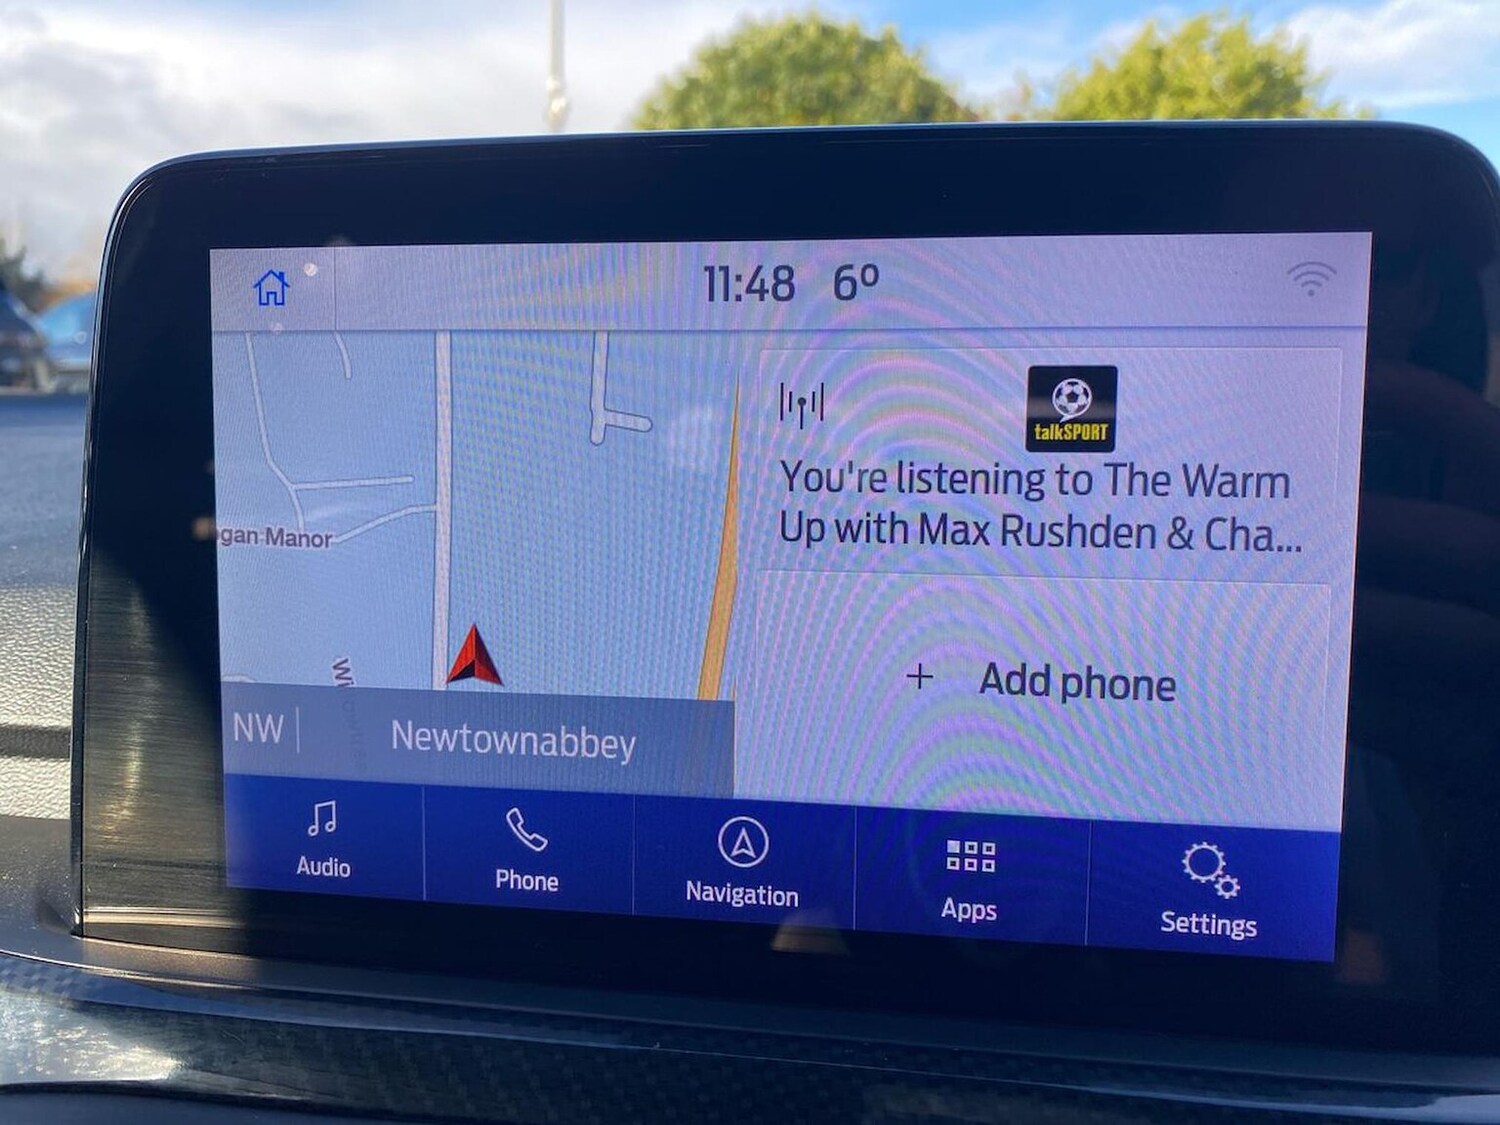 11:48 6º
talkSPORT
You're listening to The Warm
Up with Max Rushden & Cha...
gan Manor
+ Add phone
NW
Newtownabbey
Audio
Phone
Navigation
Apps
Settings